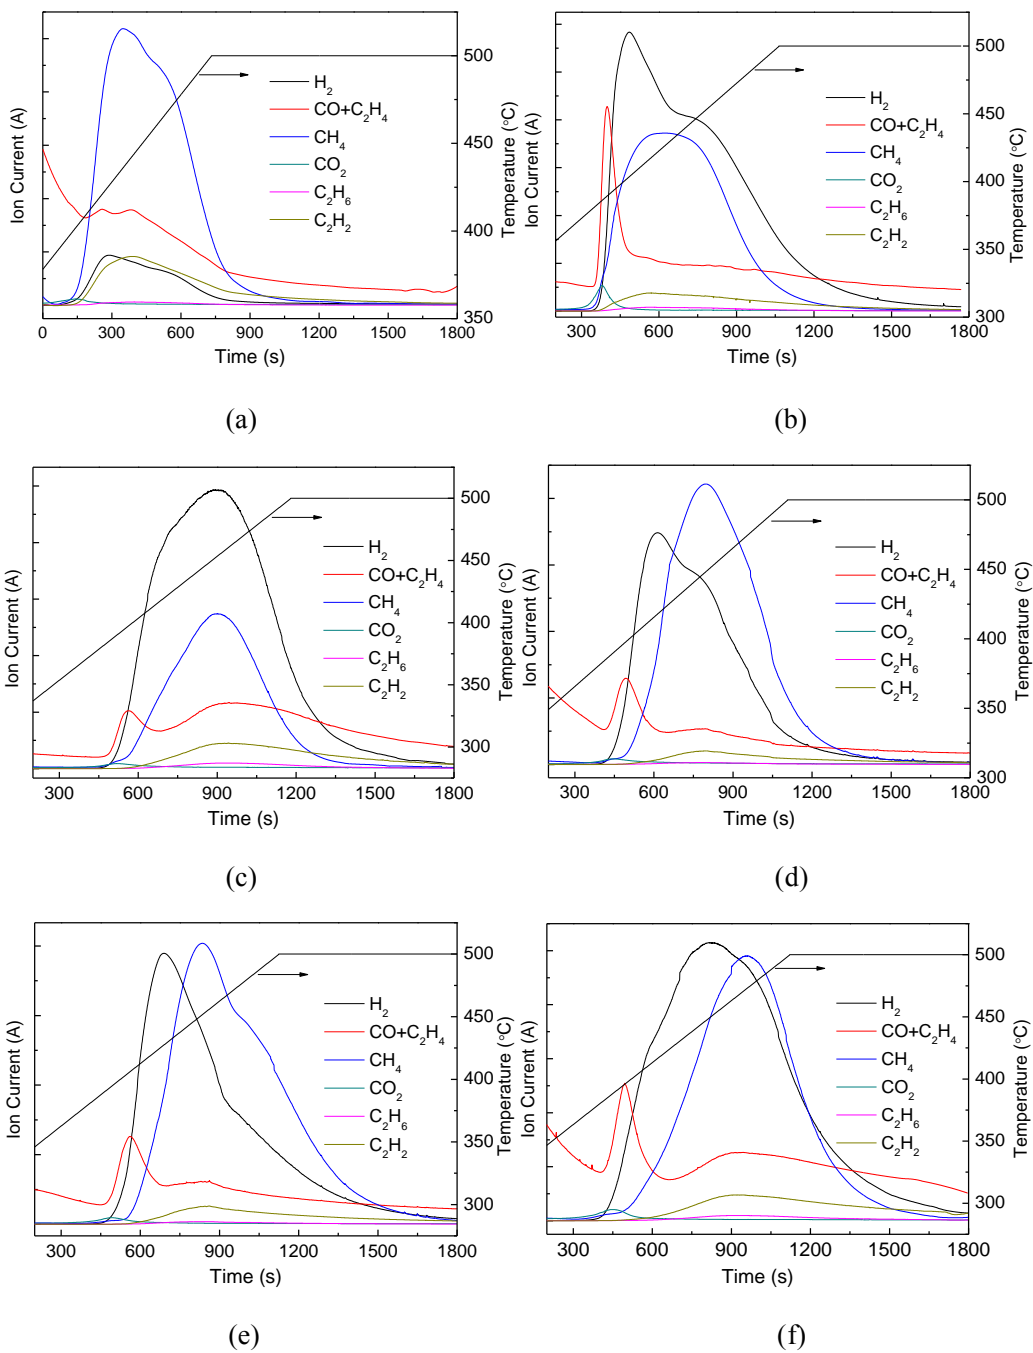 Ion Current (A)
Temperature (°C)
500
450
400
350
H2
CO+C2H4
CH4
CO2
C2H6
C2H2
0 300 600 900 1200 1500 1800
Time (s)
(a)
Ion Current (A)
Temperature (°C)
500
450
400
350
300
H2
CO+C2H4
CH4
CO2
C2H6
C2H2
300 600 900 1200 1500 1800
Time (s)
(b)
Ion Current (A)
Temperature (°C)
500
450
400
350
300
H2
CO+C2H4
CH4
CO2
C2H6
C2H2
300 600 900 1200 1500 1800
Time (s)
(c)
Ion Current (A)
Temperature (°C)
500
450
400
350
300
H2
CO+C2H4
CH4
CO2
C2H6
C2H2
300 600 900 1200 1500 1800
Time (s)
(d)
Ion Current (A)
Temperature (°C)
500
450
400
350
300
H2
CO+C2H4
CH4
CO2
C2H6
C2H2
300 600 900 1200 1500 1800
Time (s)
(e)
Ion Current (A)
Temperature (°C)
500
450
400
350
300
H2
CO+C2H4
CH4
CO2
C2H6
C2H2
300 600 900 1200 1500 1800
Time (s)
(f)